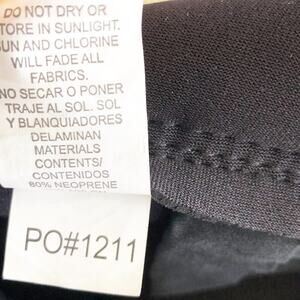 DO NOT DRY OR
STORE IN SUNLIGHT.
SUN AND CHLORINE
WILL FADE ALL
FABRICS.
NO SECAR O PONER
TRAJE AL SOL. SOL
Y BLANQUIADORES
DELAMINAN
MATERIALS
CONTENTS/
CONTENIDOS
80% NEOPRENE
PO#1211